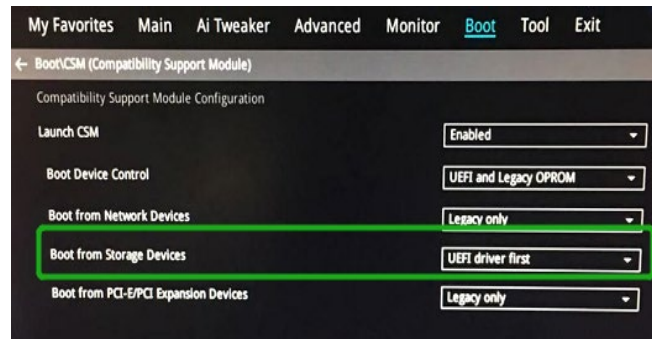 My Favorites Main Ai Tweaker Advanced Monitor Boot Tool Exit
← Boot\CSM (Compatibility Support Module)
Compatibility Support Module Configuration
Launch CSM Enabled
Boot Device Control UEFI and Legacy OPROM
Boot from Network Devices Legacy only
Boot from Storage Devices UEFI driver first
Boot from PCI-E/PCI Expansion Devices Legacy only